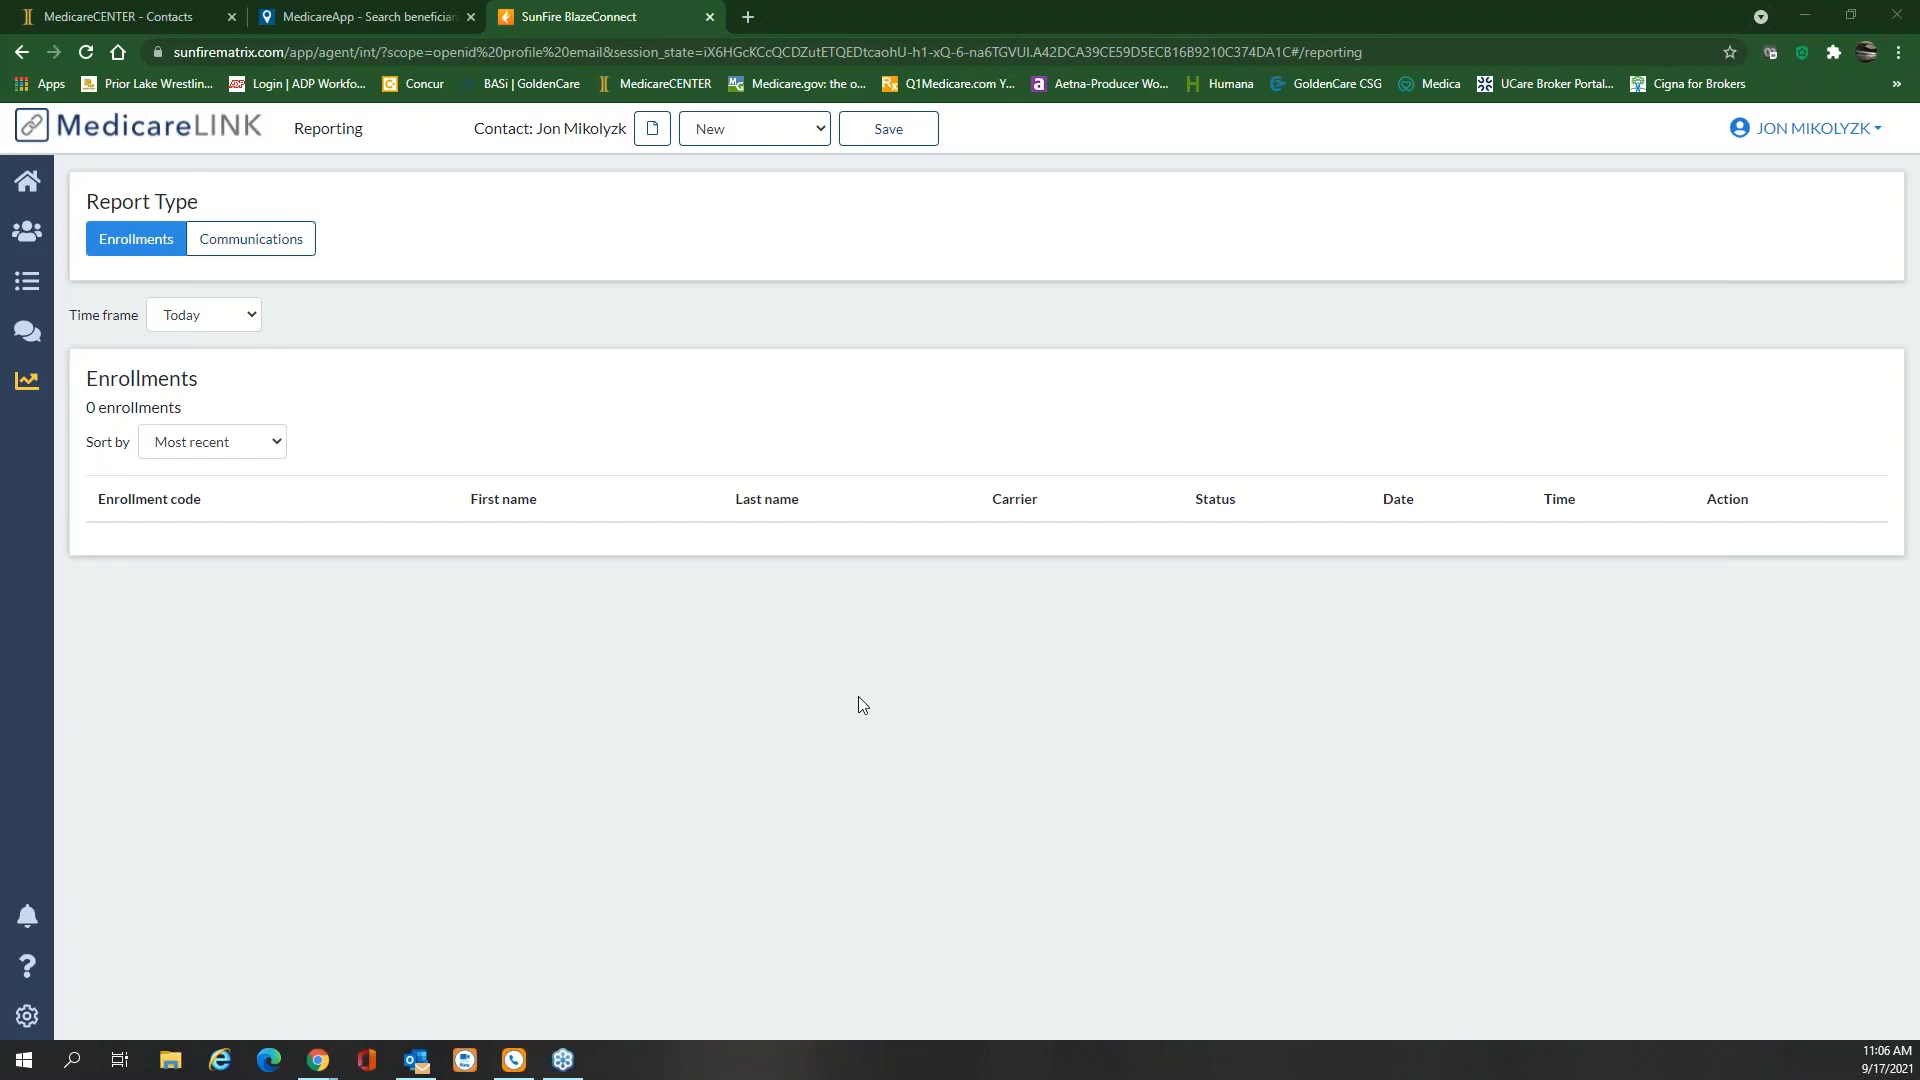 MedicareCENTER - Contacts
MedicareApp - Search beneficiar
SunFire BlazeConnect
sunfirematrix.com/app/agent/int/?scope=openid%20profile%20email&session_state=iX6HGcKCcQCDZutETQEDtcaohU-h1-xQ-6-na6TGVUI.A42DCA39CE59D5ECB16B9210C374DA1C#/reporting
Apps
Prior Lake Wrestlin...
Login | ADP Workfo...
Concur
BASi | GoldenCare
MedicareCENTER
Medicare.gov: the o...
Q1Medicare.com Y...
Aetna-Producer Wo...
Humana
GoldenCare CSG
Medica
UCare Broker Portal...
Cigna for Brokers
»
MedicareLINK
Reporting
Contact: Jon Mikolyzk
New
Save
JON MIKOLYZK
Report Type
Enrollments
Communications
Time frame
Today
Enrollments
0 enrollments
Sort by
Most recent
Enrollment code
First name
Last name
Carrier
Status
Date
Time
Action
11:06 AM
9/17/2021